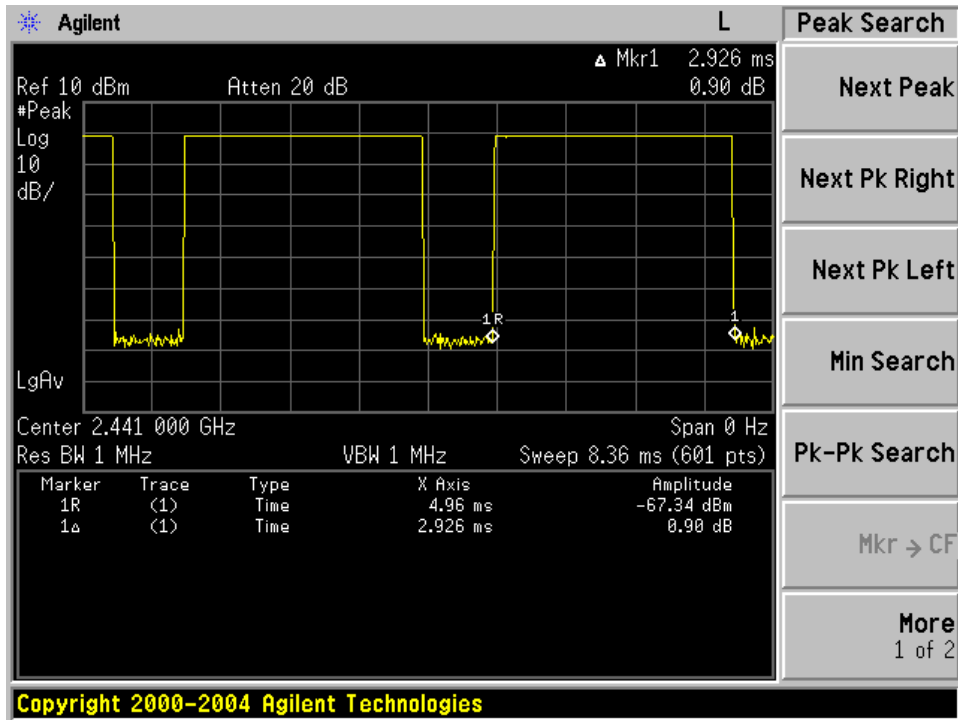 Agilent L Peak Search
Δ Mkr1 2.926 ms
Ref 10 dBm Atten 20 dB 0.90 dB
#Peak
Log
10
dB/
1R
1
LgAv
Center 2.441 000 GHz Span 0 Hz
Res BW 1 MHz VBW 1 MHz Sweep 8.36 ms (601 pts)
Marker Trace Type X Axis Amplitude
1R (1) Time 4.96 ms -67.34 dBm
1Δ (1) Time 2.926 ms 0.90 dB
Next Peak
Next Pk Right
Next Pk Left
Min Search
Pk-Pk Search
Mkr → CF
More
1 of 2
Copyright 2000-2004 Agilent Technologies